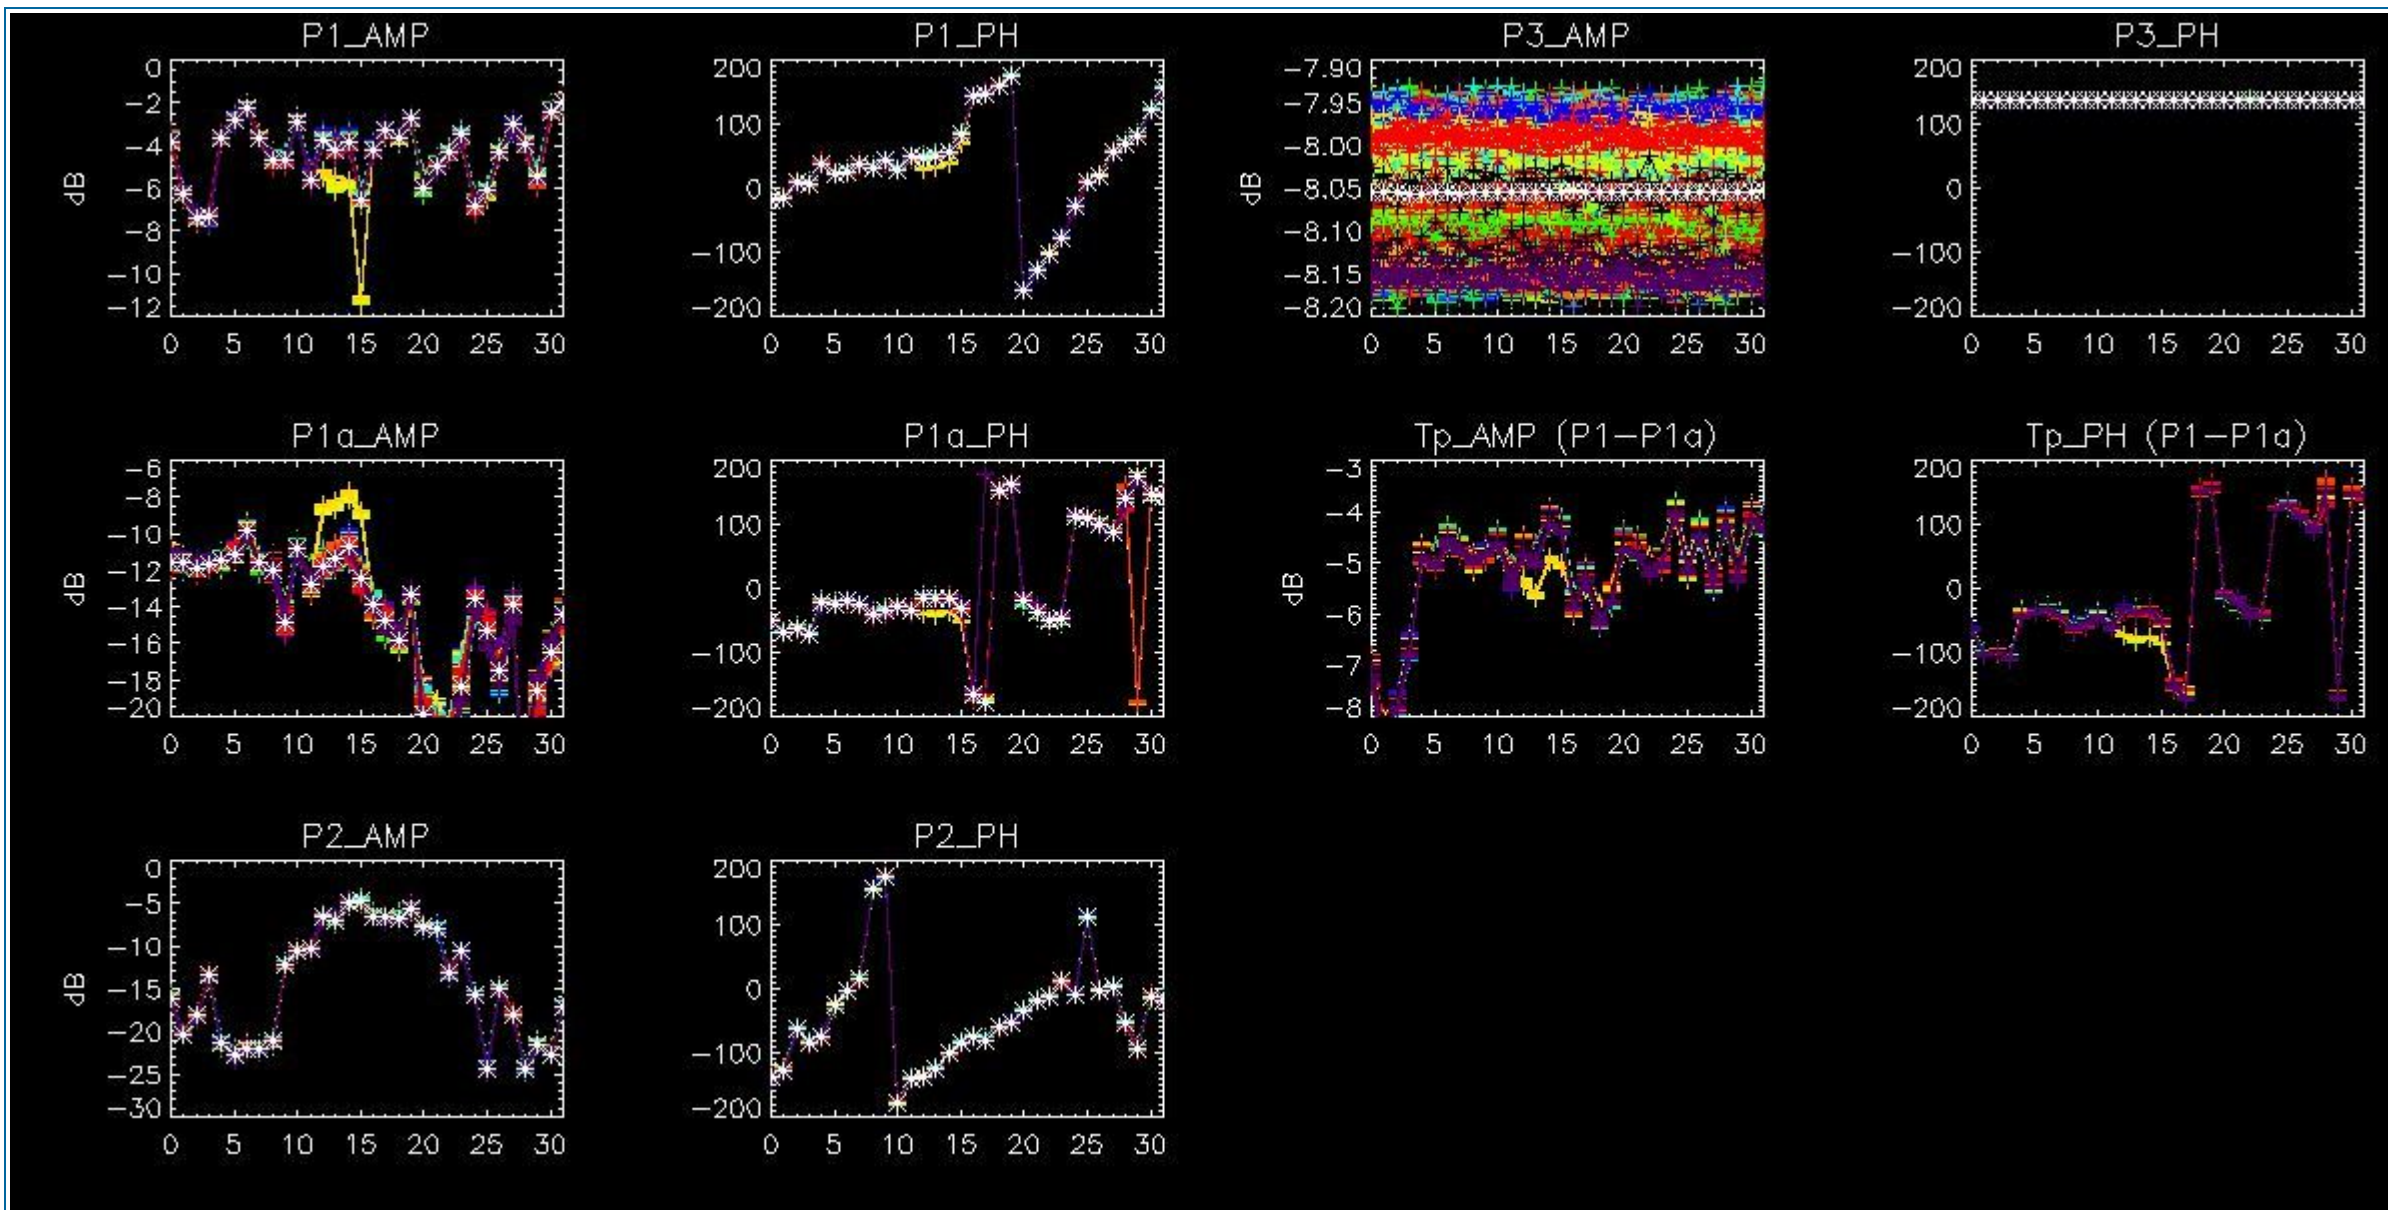 P1_AMP
0
-2
-4
-6
-8
-10
-12
dB
0 5 10 15 20 25 30
P1_PH
200
100
0
-100
-200
0 5 10 15 20 25 30
P3_AMP
-7.90
-7.95
-8.00
-8.05
-8.10
-8.15
-8.20
dB
0 5 10 15 20 25 30
P3_PH
200
100
0
-100
-200
0 5 10 15 20 25 30
P1a_AMP
-6
-8
-10
-12
-14
-16
-18
-20
dB
0 5 10 15 20 25 30
P1a_PH
200
100
0
-100
-200
0 5 10 15 20 25 30
Tp_AMP (P1-P1a)
-3
-4
-5
-6
-7
-8
dB
0 5 10 15 20 25 30
Tp_PH (P1-P1a)
200
100
0
-100
-200
0 5 10 15 20 25 30
P2_AMP
0
-5
-10
-15
-20
-25
-30
dB
0 5 10 15 20 25 30
P2_PH
200
100
0
-100
-200
0 5 10 15 20 25 30